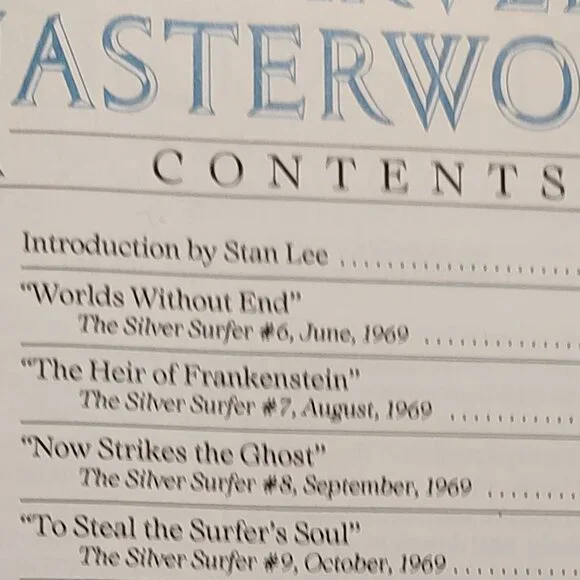 ASTERWO
CONTENTS
Introduction by Stan Lee ....................
“Worlds Without End”
The Silver Surfer #6, June, 1969 .............
“The Heir of Frankenstein”
The Silver Surfer #7, August, 1969 ...........
“Now Strikes the Ghost”
The Silver Surfer #8, September, 1969 ........
“To Steal the Surfer’s Soul”
The Silver Surfer #9, October, 1969 ...........